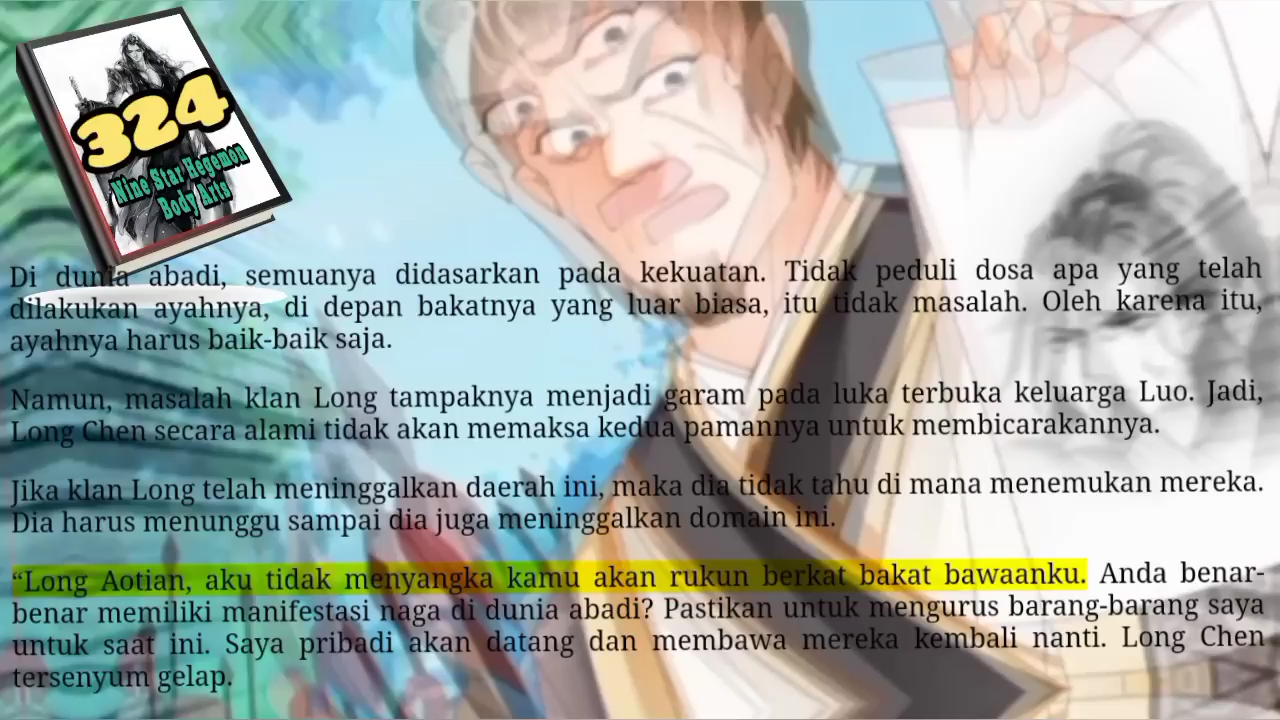 324
Nine Star Hegemon
Body Arts
Di dunia abadi, semuanya didasarkan pada kekuatan. Tidak peduli dosa apa yang telah
dilakukan ayahnya, di depan bakatnya yang luar biasa, itu tidak masalah. Oleh karena itu,
ayahnya harus baik-baik saja.
Namun, masalah klan Long tampaknya menjadi garam pada luka terbuka keluarga Luo. Jadi,
Long Chen secara alami tidak akan memaksa kedua pamannya untuk membicarakannya.
Jika klan Long telah meninggalkan daerah ini, maka dia tidak tahu di mana menemukan mereka.
Dia harus menunggu sampai dia juga meninggalkan domain ini.
“Long Aotian, aku tidak menyangka kamu akan rukun berkat bakat bawaanku. Anda benar-
benar memiliki manifestasi naga di dunia abadi? Pastikan untuk mengurus barang-barang saya
untuk saat ini. Saya pribadi akan datang dan membawa mereka kembali nanti. Long Chen
tersenyum gelap.